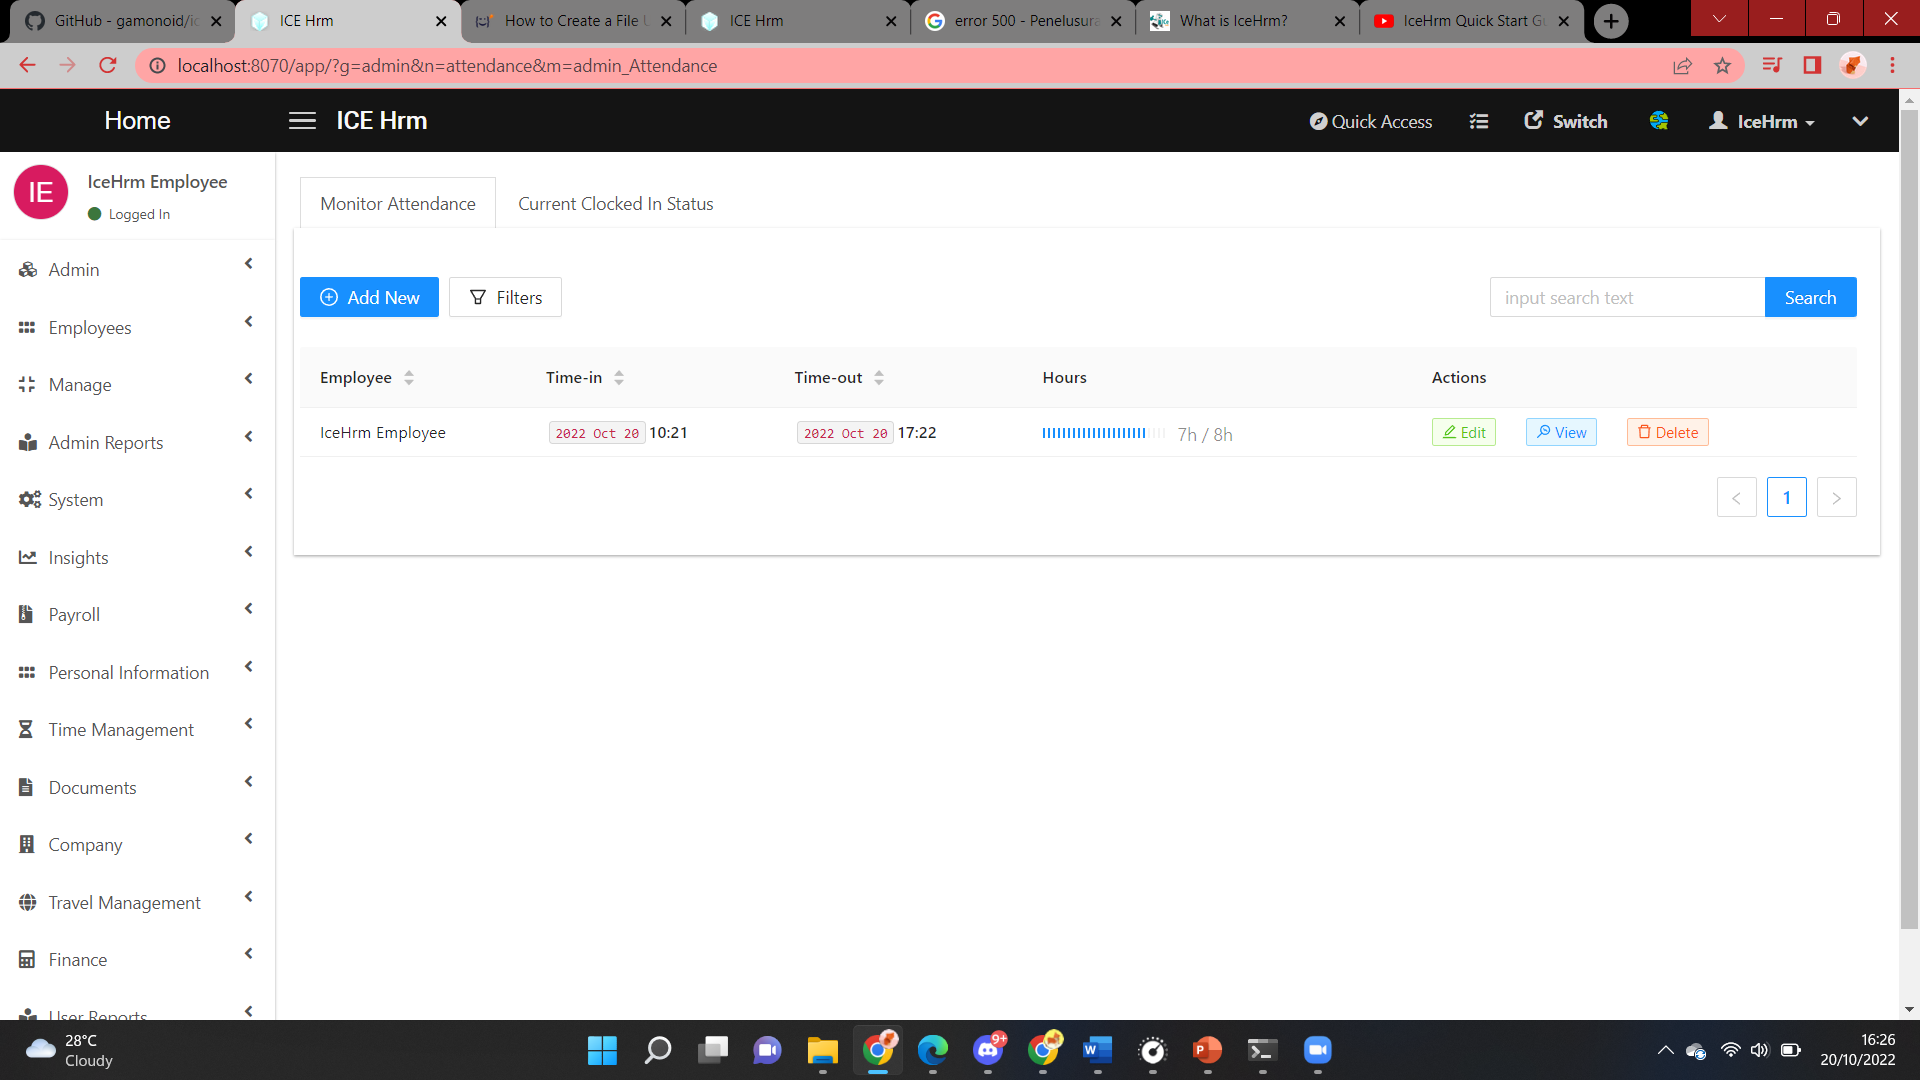 GitHub - gamonoid/ic
ICE Hrm
How to Create a File U
ICE Hrm
error 500 - Penelusura
What is IceHrm?
IceHrm Quick Start Gu
localhost:8070/app/?g=admin&n=attendance&m=admin_Attendance
Home
ICE Hrm
Quick Access
Switch
IceHrm
IE
IceHrm Employee
Logged In
Admin
Employees
Manage
Admin Reports
System
Insights
Payroll
Personal Information
Time Management
Documents
Company
Travel Management
Finance
User Reports
Monitor Attendance
Current Clocked In Status
Add New
Filters
input search text
Search
Employee Time-in Time-out Hours Actions
IceHrm Employee 2022 Oct 20 10:21 2022 Oct 20 17:22 7h / 8h Edit View Delete
< 1 >
28°C
Cloudy
9+
16:26
20/10/2022